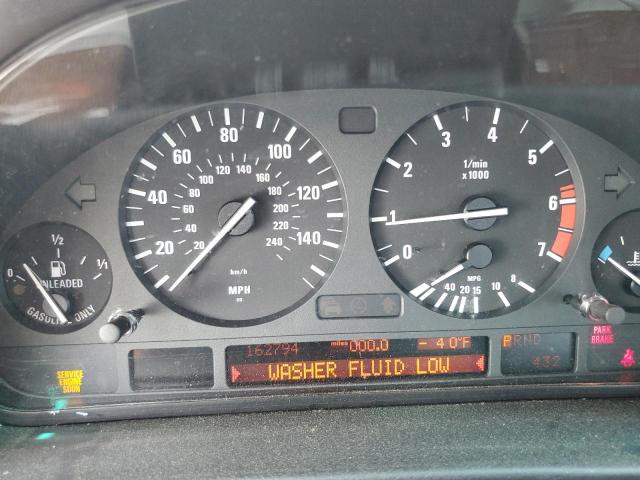 80
60
100
120 140
100
160
40
80
180
120
60
200
40
220
20
20
240
140
km/h
MPH
1/2
0
1/1
UNLEADED
GASOLINE ONLY
4
3
5
1/min
x1000
2
6
1
0
7
MPG
40 20 15 10 8
162794 miles 000.0 - 40°F PRND
432
WASHER FLUID LOW
SERVICE
ENGINE
SOON
PARK
BRAKE